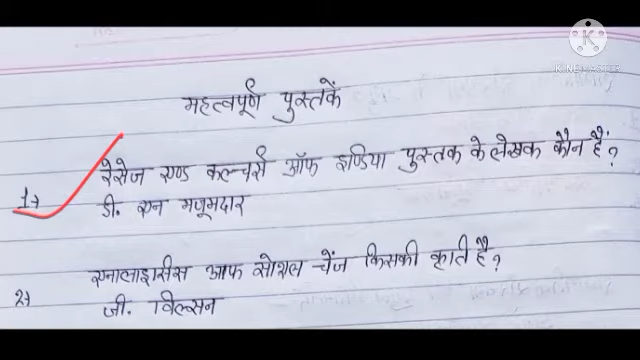 K
KINEMASTER
महत्वपूर्ण पुस्तकें
रेसेज एण्ड कल्चर्स ऑफ इण्डिया पुस्तक के लेखक कौन हैं?
1→
डी. एन मजूमदार
एनालाइसीस आफ सोशल चेंज किसकी कृति है?
2→
जी. विल्सन